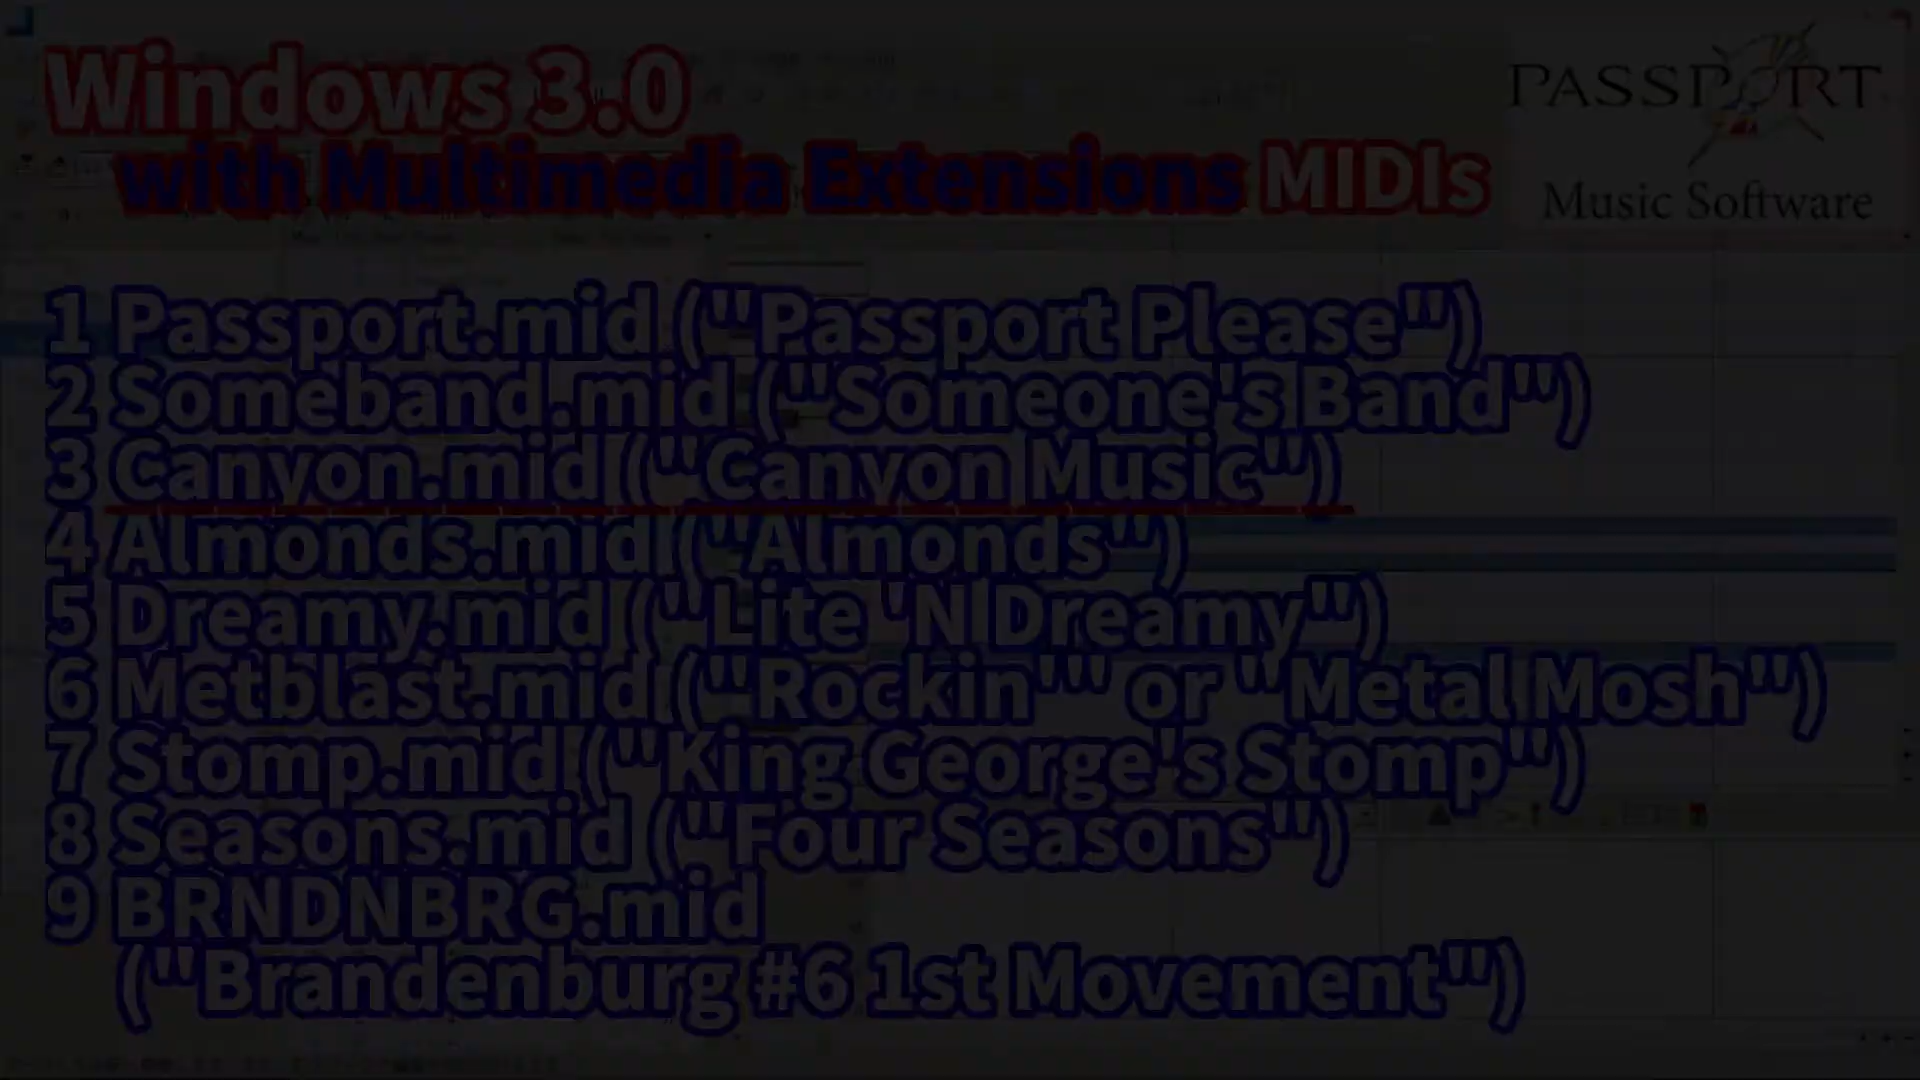 Windows 3.0
with Multimedia Extensions MIDIs
PASSPORT
Music Software
1 Passport.mid ("Passport Please")
2 Someband.mid ("Someone's Band")
3 Canyon.mid ("Canyon Music")
4 Almonds.mid ("Almonds")
5 Dreamy.mid ("Lite 'N Dreamy")
6 Metblast.mid ("Rockin'" or "Metal Mosh")
7 Stomp.mid ("King George's Stomp")
8 Seasons.mid ("Four Seasons")
9 BRNDNBRG.mid
("Brandenburg #6 1st Movement")